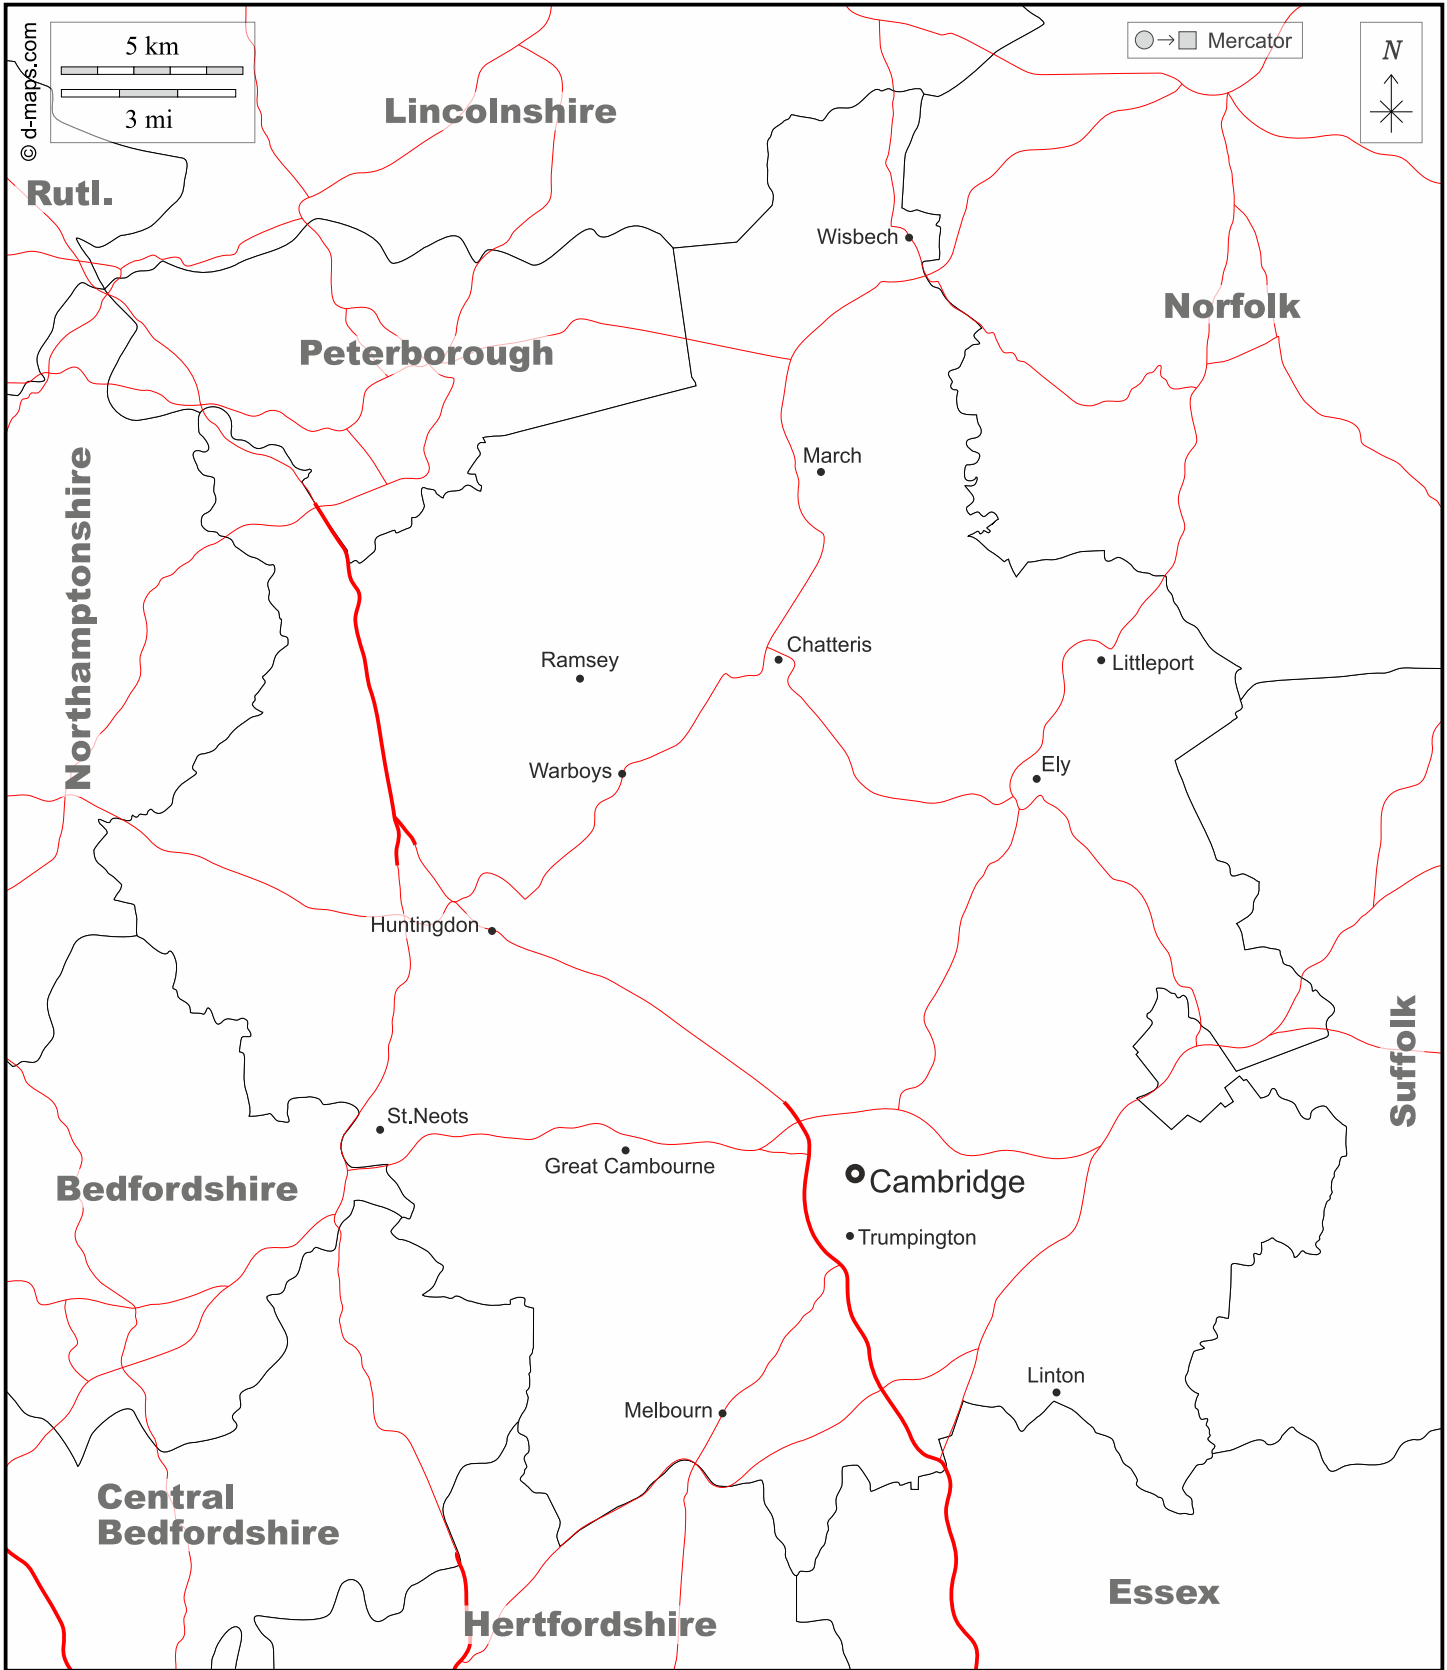 © d-maps.com
5 km
3 mi
Mercator
N
Lincolnshire
Rutl.
Wisbech
Norfolk
Peterborough
March
Northamptonshire
Chatteris
Ramsey
Littleport
Ely
Warboys
Huntingdon
Suffolk
St.Neots
Great Cambourne
Cambridge
Bedfordshire
Trumpington
Linton
Melbourn
Central
Bedfordshire
Essex
Hertfordshire